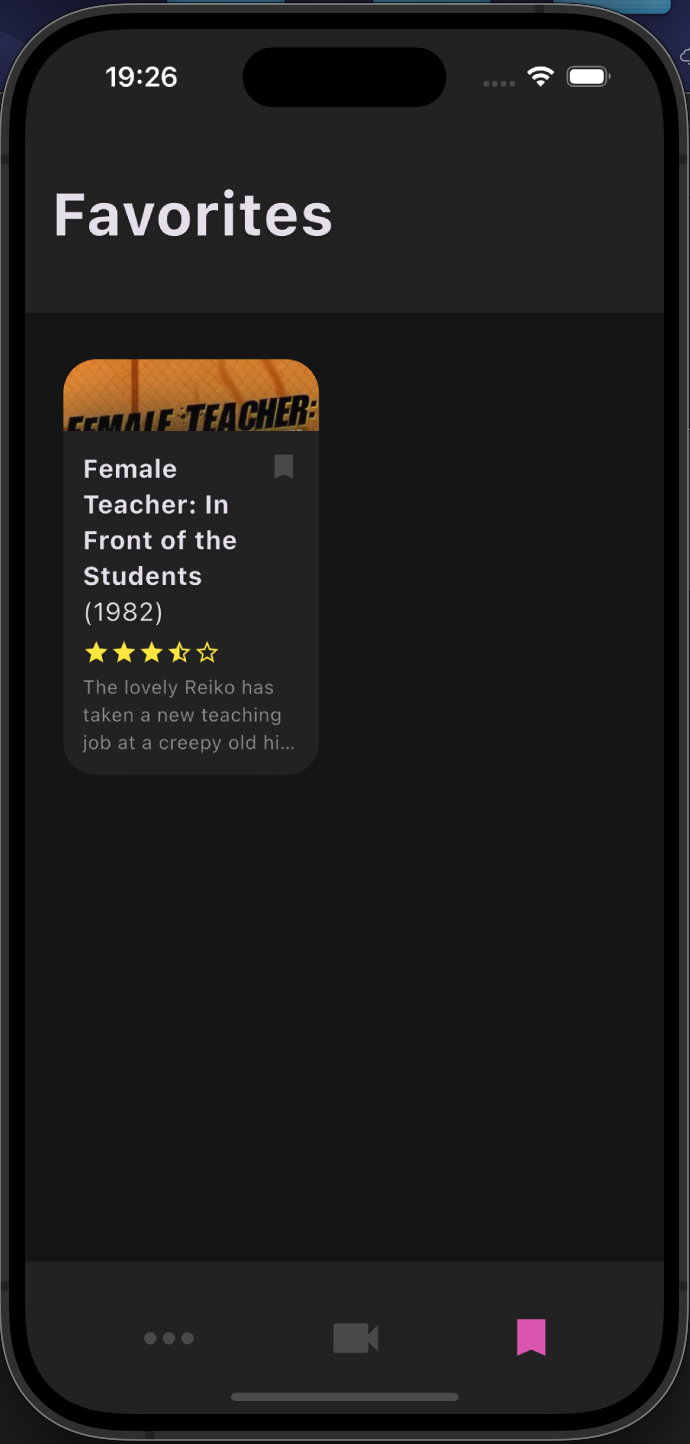 19:26
Favorites
FEMALE TEACHER:
Female
Teacher: In
Front of the
Students
(1982)
The lovely Reiko has
taken a new teaching
job at a creepy old hi...